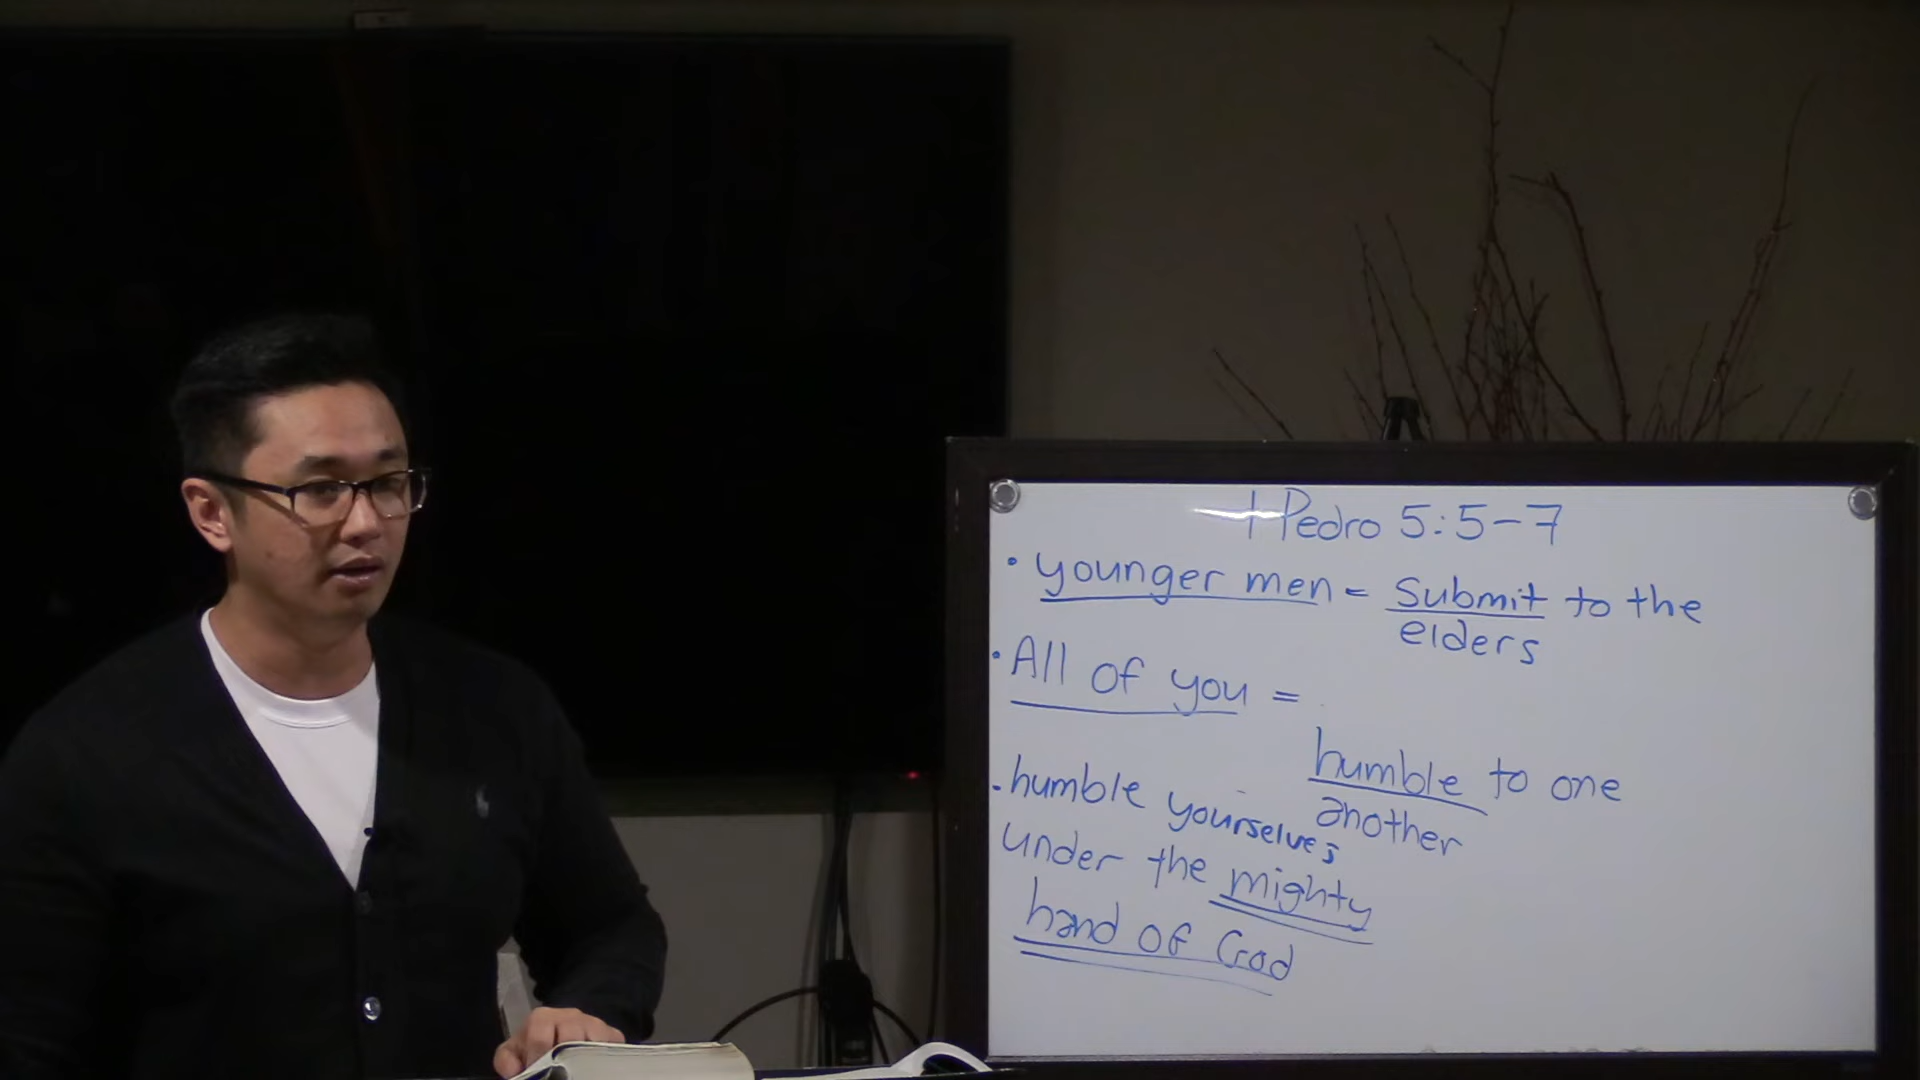 1 Pedro 5:5-7
• younger men = submit to the
elders
• All of you =
humble to one
another
• humble yourselves
under the mighty
hand of God